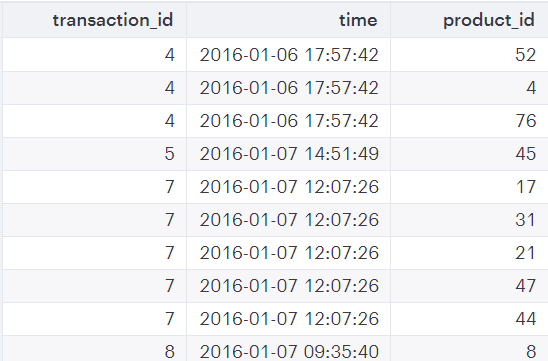 transaction_id time product_id
4 2016-01-06 17:57:42 52
4 2016-01-06 17:57:42 4
4 2016-01-06 17:57:42 76
5 2016-01-07 14:51:49 45
7 2016-01-07 12:07:26 17
7 2016-01-07 12:07:26 31
7 2016-01-07 12:07:26 21
7 2016-01-07 12:07:26 47
7 2016-01-07 12:07:26 44
8 2016-01-07 09:35:40 8